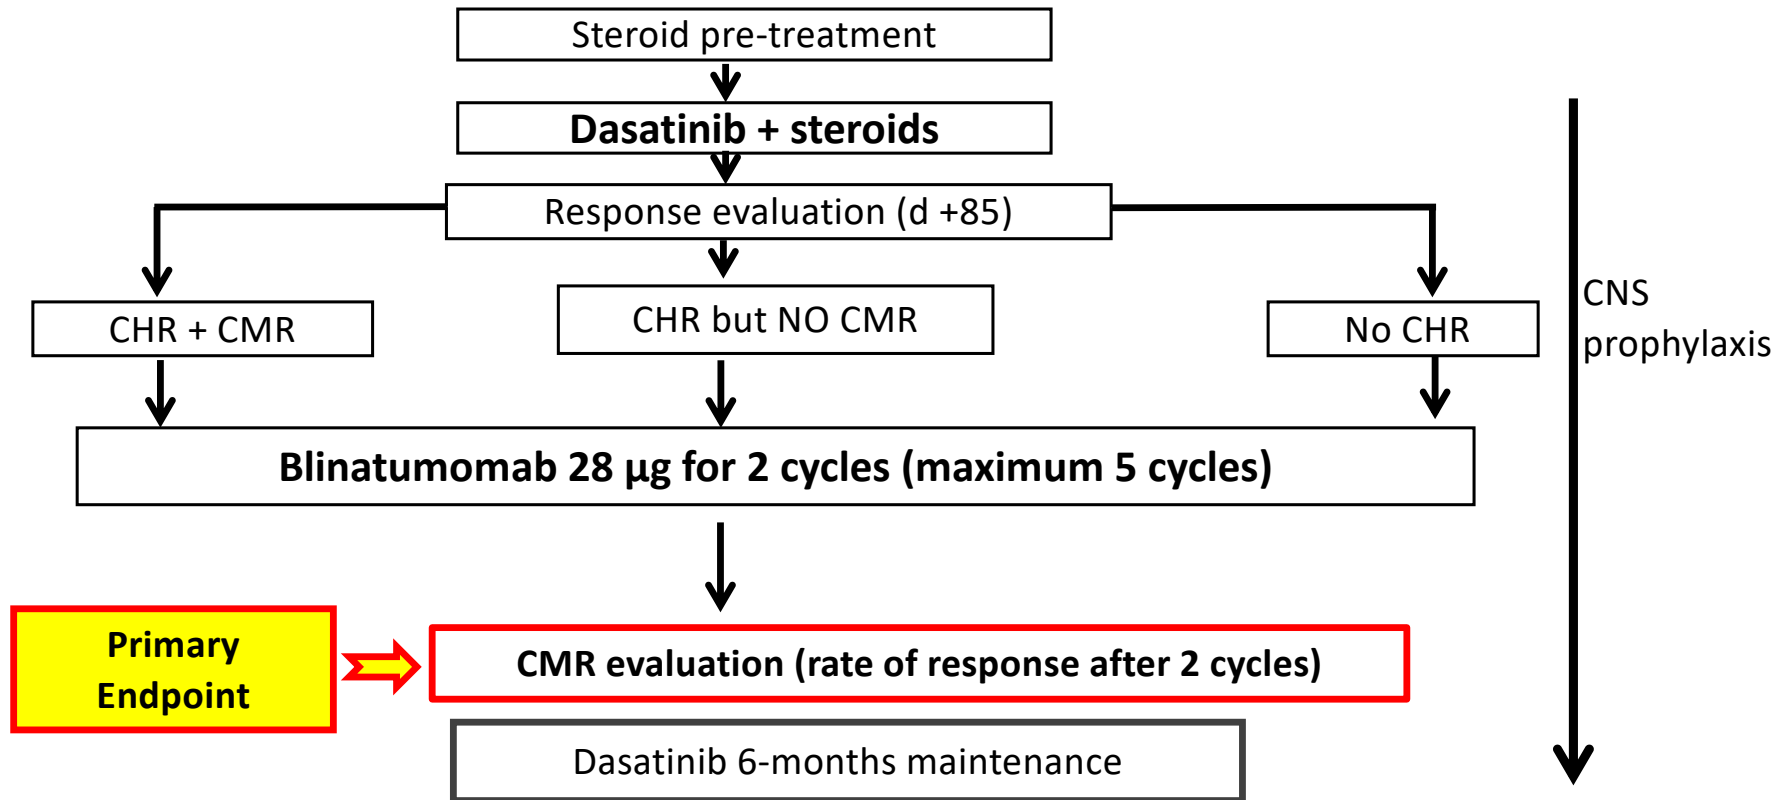 Steroid pre-treatment
Dasatinib + steroids
Response evaluation (d +85)
CHR + CMR
CHR but NO CMR
No CHR
CNS
prophylaxis
Blinatumomab 28 µg for 2 cycles (maximum 5 cycles)
Primary
Endpoint
CMR evaluation (rate of response after 2 cycles)
Dasatinib 6-months maintenance